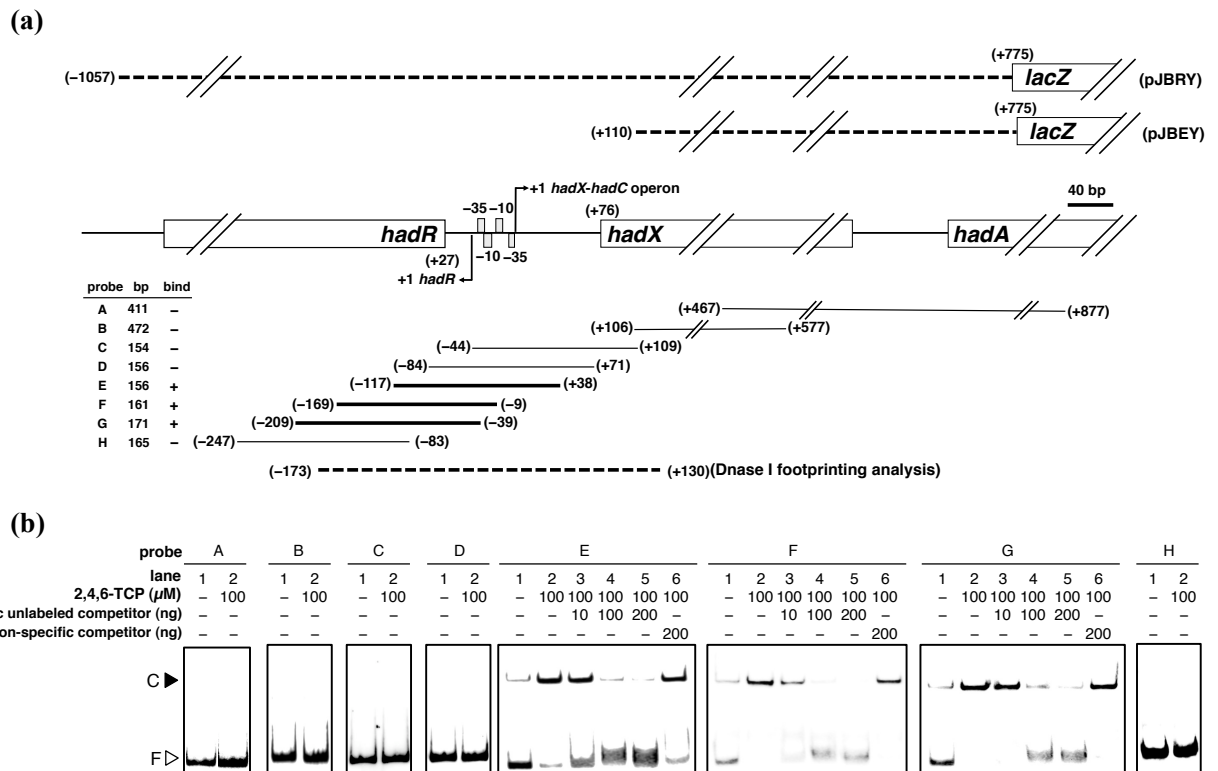 (a)
(+775)
(−1057) lacZ (pJBRY)
(+775)
(+110) lacZ (pJBEY)
+1 hadX-hadC operon
40 bp
−35 −10 (+76)
hadR hadX hadA
(+27) −10 −35
+1 hadR
probe bp bind
A 411 − (+467) (+877)
B 472 − (+106) (+577)
C 154 − (−44) (+109)
D 156 − (−84) (+71)
E 156 + (−117) (+38)
F 161 + (−169) (−9)
G 171 + (−209) (−39)
H 165 − (−247) (−83)
(−173) (+130)(Dnase I footprinting analysis)
(b)
probe A B C D E F G H
lane 1 2 1 2 1 2 1 2 1 2 3 4 5 6 1 2 3 4 5 6 1 2 3 4 5 6 1 2
2,4,6-TCP (µM) − 100 − 100 − 100 − 100 − 100 100 100 100 100 − 100 100 100 100 100 − 100 100 100 100 100 − 100
c unlabeled competitor (ng) − − − − − − − − − − 10 100 200 − − − 10 100 200 − − − 10 100 200 − − −
on-specific competitor (ng) − − − − − − − − − − − − − 200 − − − − − 200 − − − − − 200 − −
C
F